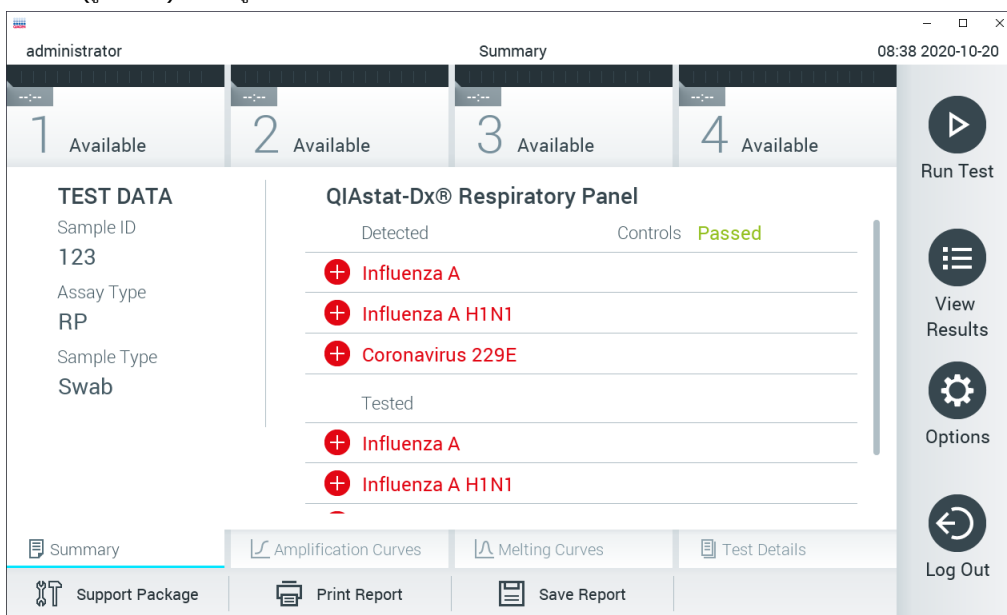 administrator
Summary
08:38 2020-10-20
--:--
1 Available
--:--
2 Available
--:--
3 Available
--:--
4 Available
Run Test
View
Results
Options
Log Out
TEST DATA
Sample ID
123
Assay Type
RP
Sample Type
Swab
QIAstat-Dx® Respiratory Panel
Detected
Controls Passed
Influenza A
Influenza A H1N1
Coronavirus 229E
Tested
Influenza A
Influenza A H1N1
Summary
Amplification Curves
Melting Curves
Test Details
Support Package
Print Report
Save Report